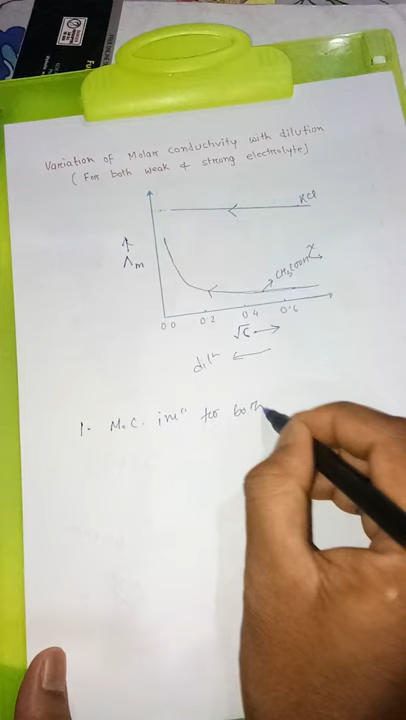 Variation of Molar conductivity with dilution
( For both weak & strong electrolyte)
KCl
Λm
CH3COOH
0.0 0.2 0.4 0.6
√C
diln
1. M.C. incn for both